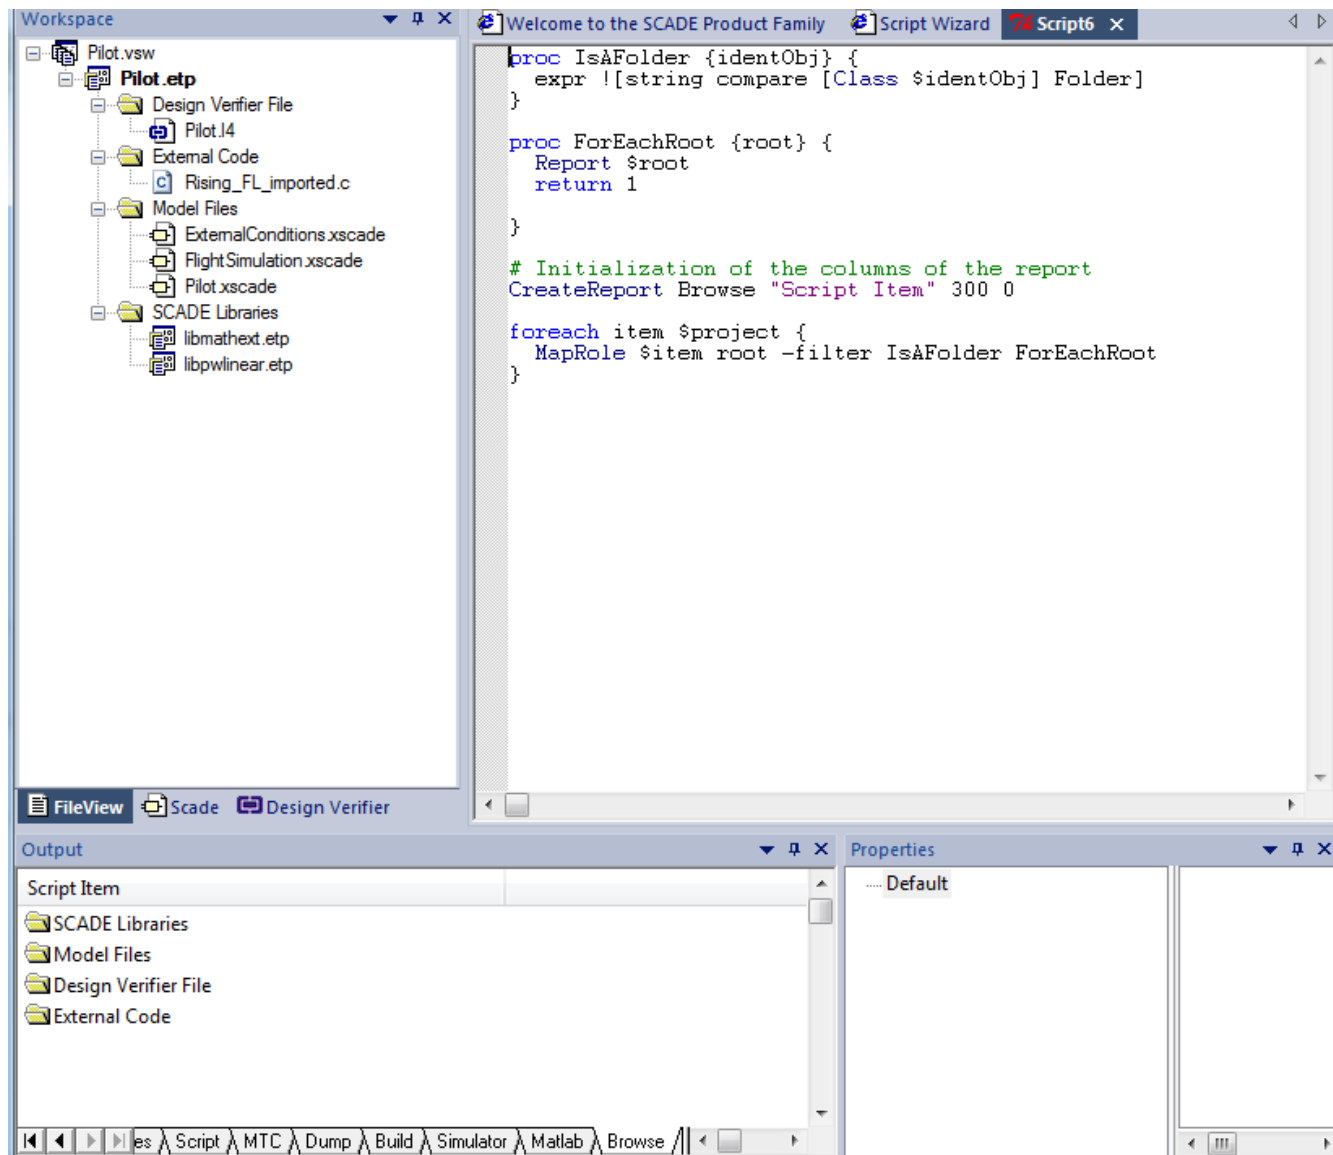 Workspace
Pilot.vsw
Pilot.etp
Design Verifier File
Pilot.l4
External Code
Rising_FL_imported.c
Model Files
ExternalConditions.xscade
FlightSimulation.xscade
Pilot.xscade
SCADE Libraries
libmathext.etp
libpwlinear.etp
FileView Scade Design Verifier
Welcome to the SCADE Product Family Script Wizard Script6
proc IsAFolder {identObj} {
  expr ![string compare [Class $identObj] Folder]
}
proc ForEachRoot {root} {
  Report $root
  return 1
}
# Initialization of the columns of the report
CreateReport Browse "Script Item" 300 0
foreach item $project {
  MapRole $item root -filter IsAFolder ForEachRoot
}
Output
Script Item
SCADE Libraries
Model Files
Design Verifier File
External Code
es Script MTC Dump Build Simulator Matlab Browse
Properties
Default